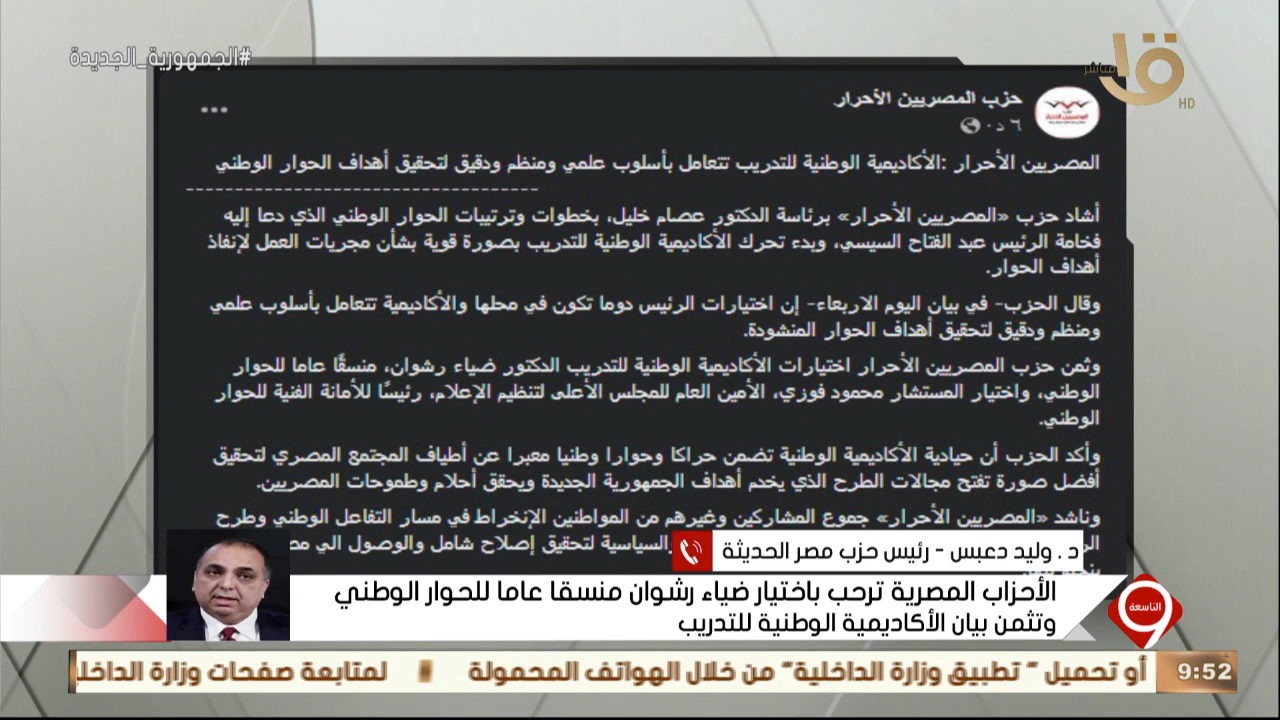 #الجمهورية_الجديدة
مباشر
HD
حزب المصريين الأحرار
٦ د
المصريين الأحرار :الأكاديمية الوطنية للتدريب تتعامل بأسلوب علمي ومنظم ودقيق لتحقيق أهداف الحوار الوطني
-----------------------------------
أشاد حزب «المصريين الأحرار» برئاسة الدكتور عصام خليل، بخطوات وترتيبات الحوار الوطني الذي دعا إليه
فخامة الرئيس عبد الفتاح السيسي، وبدء تحرك الأكاديمية الوطنية للتدريب بصورة قوية بشأن مجريات العمل لإنفاذ
أهداف الحوار.
وقال الحزب- في بيان اليوم الاربعاء- إن اختيارات الرئيس دوما تكون في محلها والأكاديمية تتعامل بأسلوب علمي
ومنظم ودقيق لتحقيق أهداف الحوار المنشودة.
وثمن حزب المصريين الأحرار اختيارات الأكاديمية الوطنية للتدريب الدكتور ضياء رشوان، منسقًا عاما للحوار
الوطني، واختيار المستشار محمود فوزي، الأمين العام للمجلس الأعلى لتنظيم الإعلام، رئيسًا للأمانة الفنية للحوار
الوطني.
وأكد الحزب أن حيادية الأكاديمية الوطنية تضمن حراكا وحوارا وطنيا معبرا عن أطياف المجتمع المصري لتحقيق
أفضل صورة تفتح مجالات الطرح الذي يخدم أهداف الجمهورية الجديدة ويحقق أحلام وطموحات المصريين.
وناشد «المصريين الأحرار» جموع المشاركين وغيرهم من المواطنين الإنخراط في مسار التفاعل الوطني وطرح
والسياسية لتحقيق إصلاح شامل والوصول الي
د . وليد دعبس - رئيس حزب مصر الحديثة
الأحزاب المصرية ترحب باختيار ضياء رشوان منسقا عاما للحوار الوطني
وتثمن بيان الأكاديمية الوطنية للتدريب
التاسعة
9:52
أو تحميل " تطبيق وزارة الداخلية" من خلال الهواتف المحمولة لمتابعة صفحات وزارة